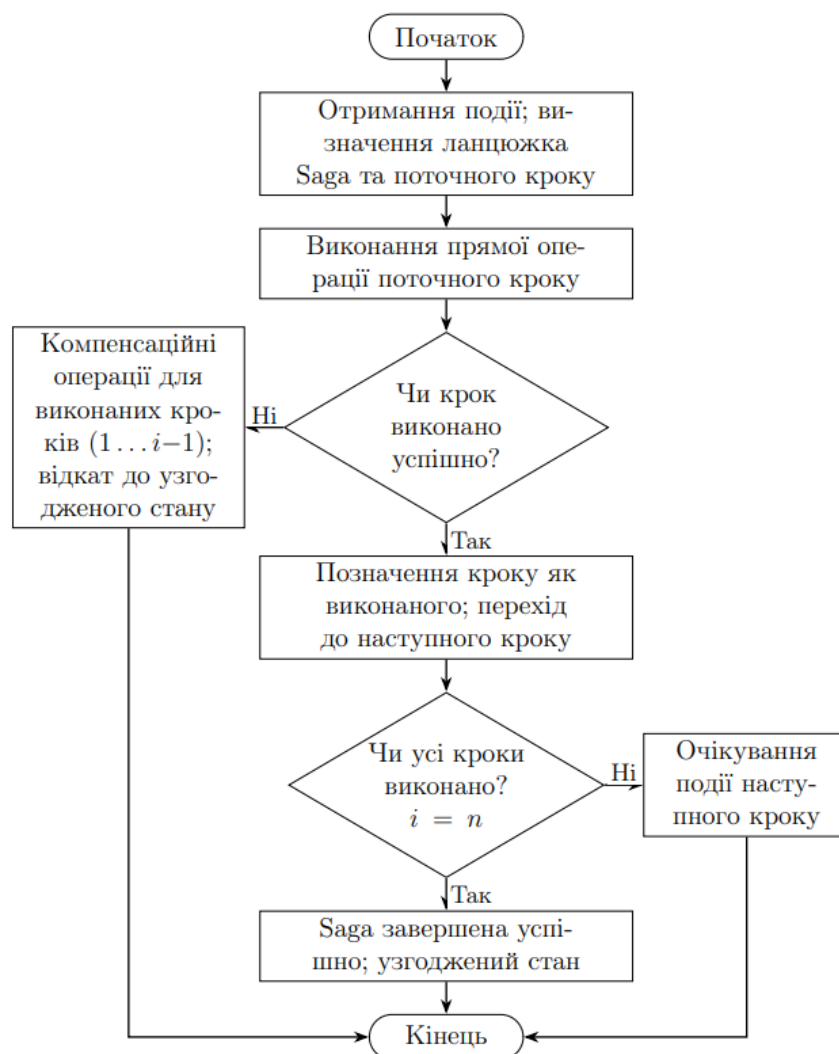 Початок
Отримання події; ви-
значення ланцюжка
Saga та поточного кроку
Виконання прямої опе-
рації поточного кроку
Чи крок
виконано
успішно?
Ні
Компенсаційні
операції для
виконаних кро-
ків (1 . . . i−1);
відкат до узго-
дженого стану
Так
Позначення кроку як
виконаного; перехід
до наступного кроку
Чи усі кроки
виконано?
i = n
Ні
Очікування
події насту-
пного кроку
Так
Saga завершена успі-
шно; узгоджений стан
Кінець